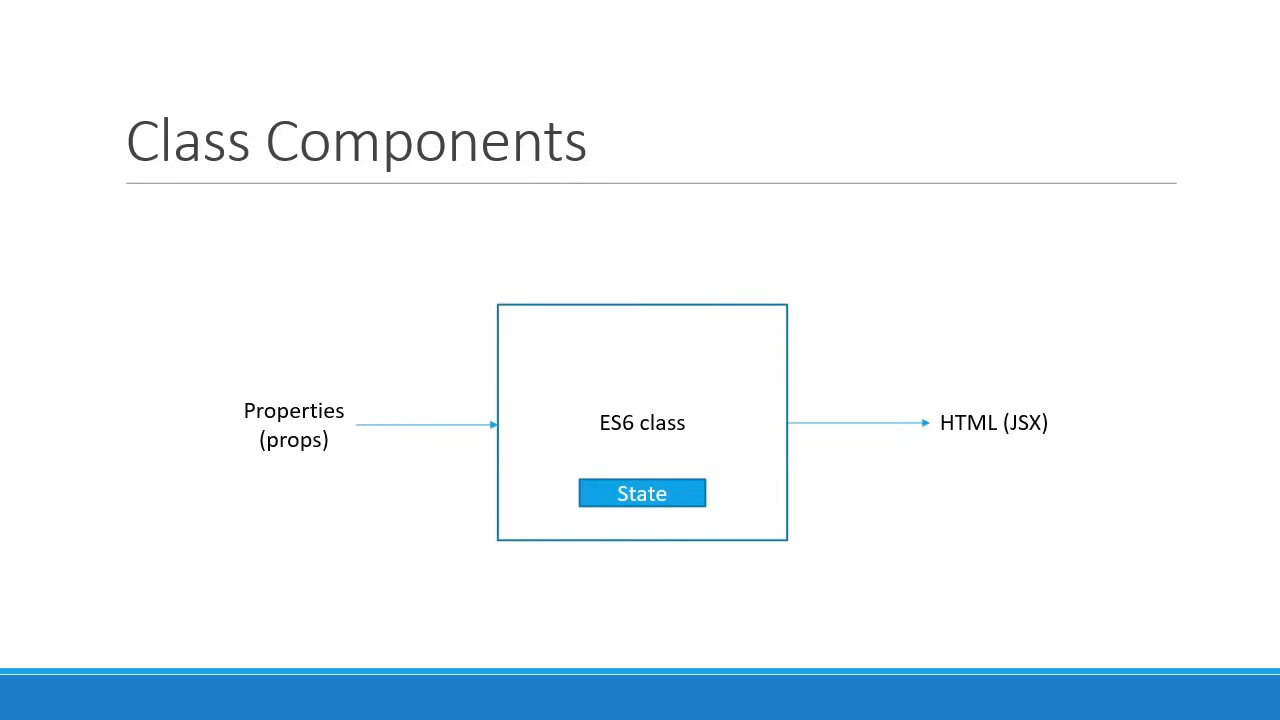 Class Components
Properties
(props)
ES6 class
State
HTML (JSX)